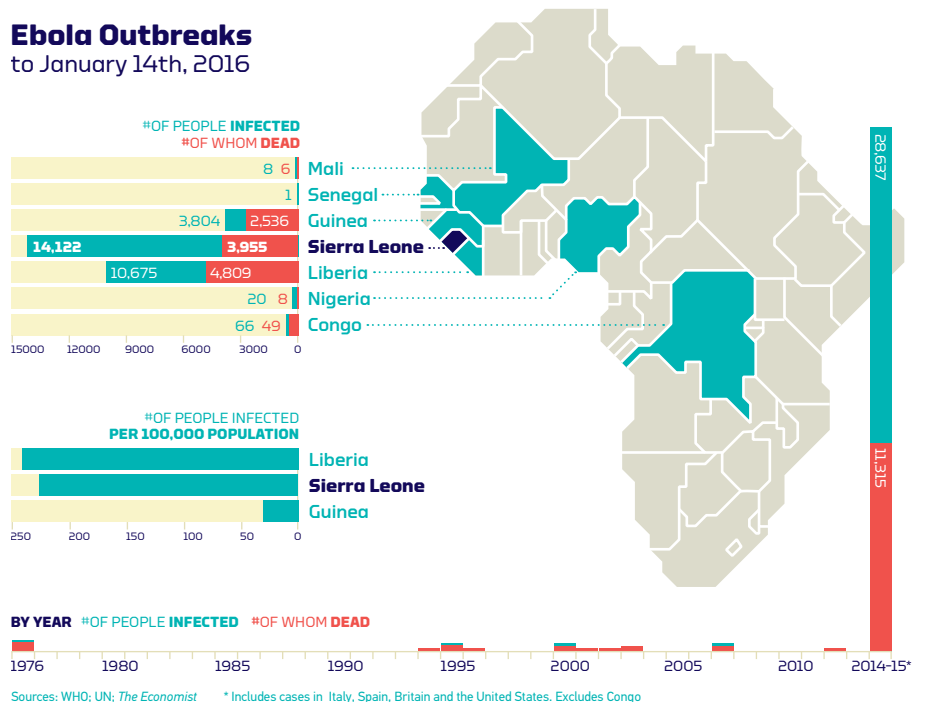 Ebola Outbreaks
to January 14th, 2016
#OF PEOPLE INFECTED
#OF WHOM DEAD
8 6 Mali
1 Senegal
3,804 2,536 Guinea
14,122 3,955 Sierra Leone
10,675 4,809 Liberia
20 8 Nigeria
66 49 Congo
15000 12000 9000 6000 3000 0
28,637
11,315
#OF PEOPLE INFECTED
PER 100,000 POPULATION
Liberia
Sierra Leone
Guinea
250 200 150 100 50 0
BY YEAR #OF PEOPLE INFECTED #OF WHOM DEAD
1976 1980 1985 1990 1995 2000 2005 2010 2014-15*
Sources: WHO; UN; The Economist * Includes cases in Italy, Spain, Britain and the United States. Excludes Congo